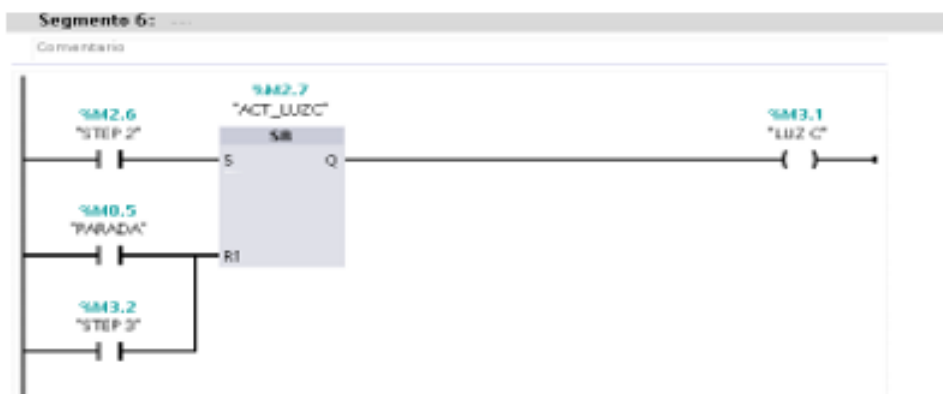 Segmento 6: ....
Comentario
%M2.7
"ACT_LUZC"
%M2.6
"STEP 2"
SR
%M3.1
"LUZ C"
S
Q
%M0.5
"PARADA"
R1
%M3.2
"STEP 3"